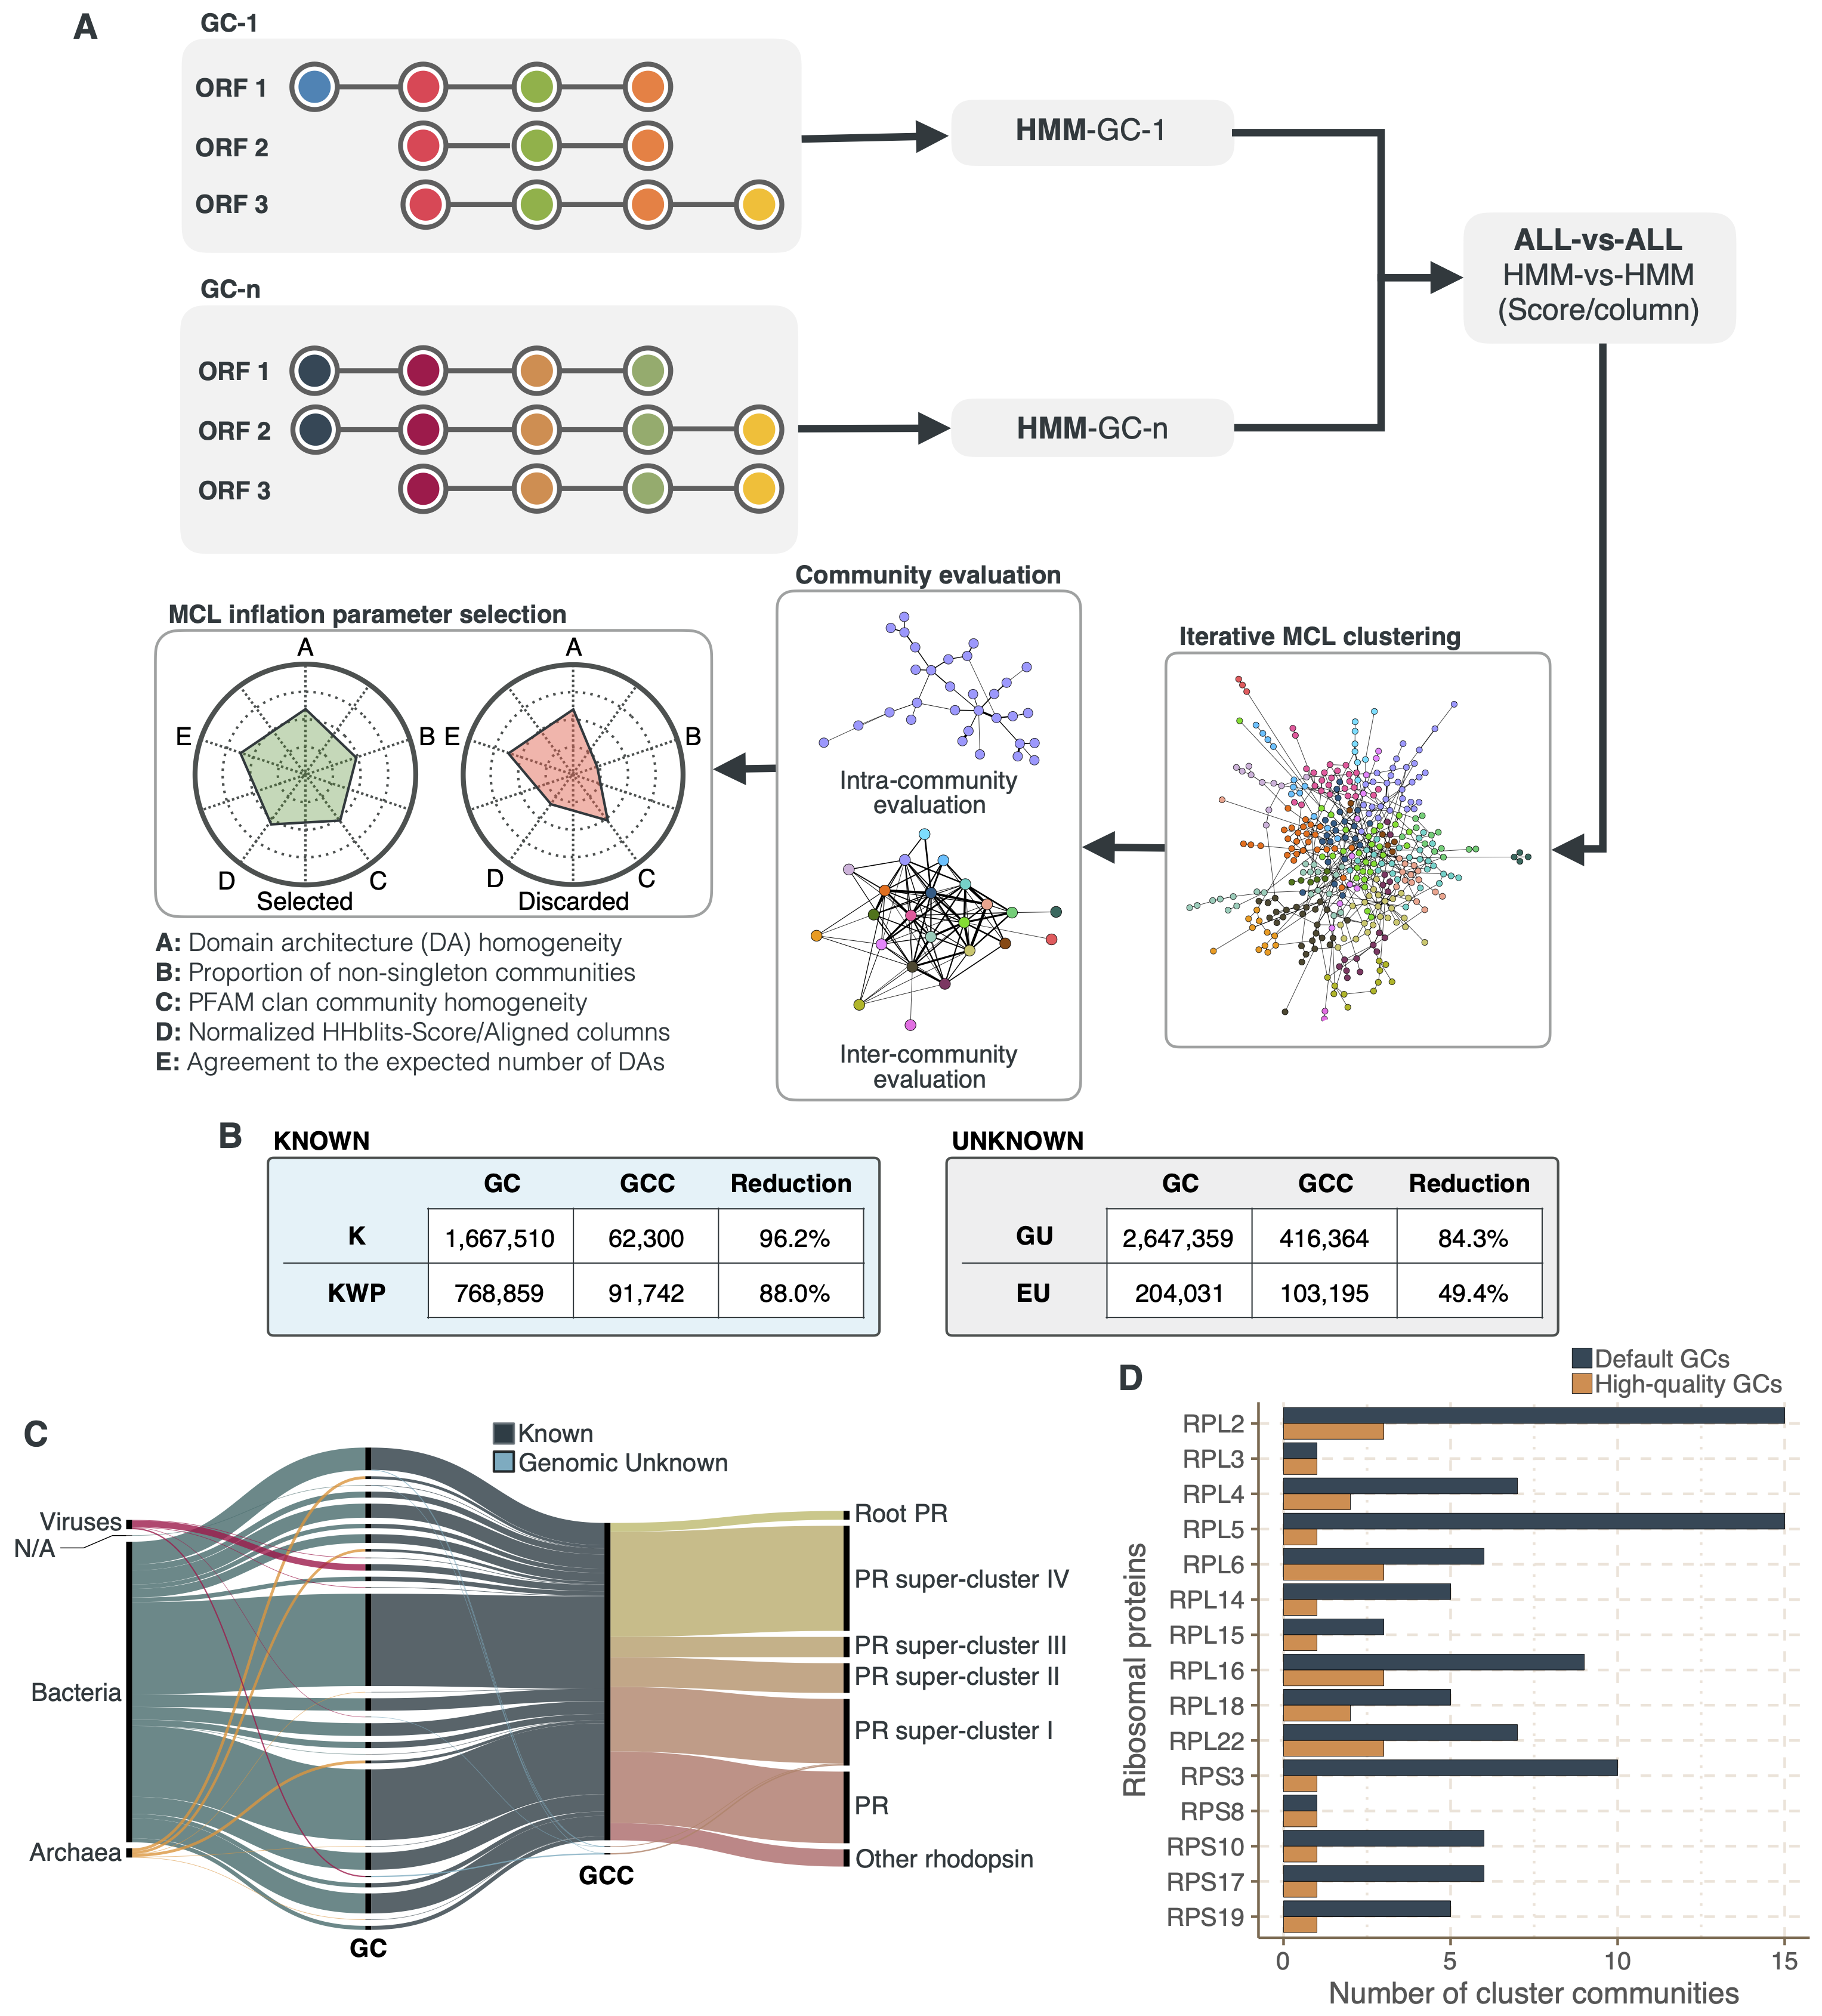 A
GC-1
ORF 1
ORF 2
ORF 3
HMM-GC-1
GC-n
ORF 1
ORF 2
ORF 3
HMM-GC-n
ALL-vs-ALL
HMM-vs-HMM
(Score/column)
Iterative MCL clustering
Community evaluation
Intra-community
evaluation
Inter-community
evaluation
MCL inflation parameter selection
A
B
C
D
E
Selected
A
B
C
D
E
Discarded
A: Domain architecture (DA) homogeneity
B: Proportion of non-singleton communities
C: PFAM clan community homogeneity
D: Normalized HHblits-Score/Aligned columns
E: Agreement to the expected number of DAs
B
KNOWN
GC GCC Reduction
K 1,667,510 62,300 96.2%
KWP 768,859 91,742 88.0%
UNKNOWN
GC GCC Reduction
GU 2,647,359 416,364 84.3%
EU 204,031 103,195 49.4%
C
Known
Genomic Unknown
Viruses
N/A
Bacteria
Archaea
GC
GCC
Root PR
PR super-cluster IV
PR super-cluster III
PR super-cluster II
PR super-cluster I
PR
Other rhodopsin
D
Default GCs
High-quality GCs
Ribosomal proteins
RPL2
RPL3
RPL4
RPL5
RPL6
RPL14
RPL15
RPL16
RPL18
RPL22
RPS3
RPS8
RPS10
RPS17
RPS19
0 5 10 15
Number of cluster communities